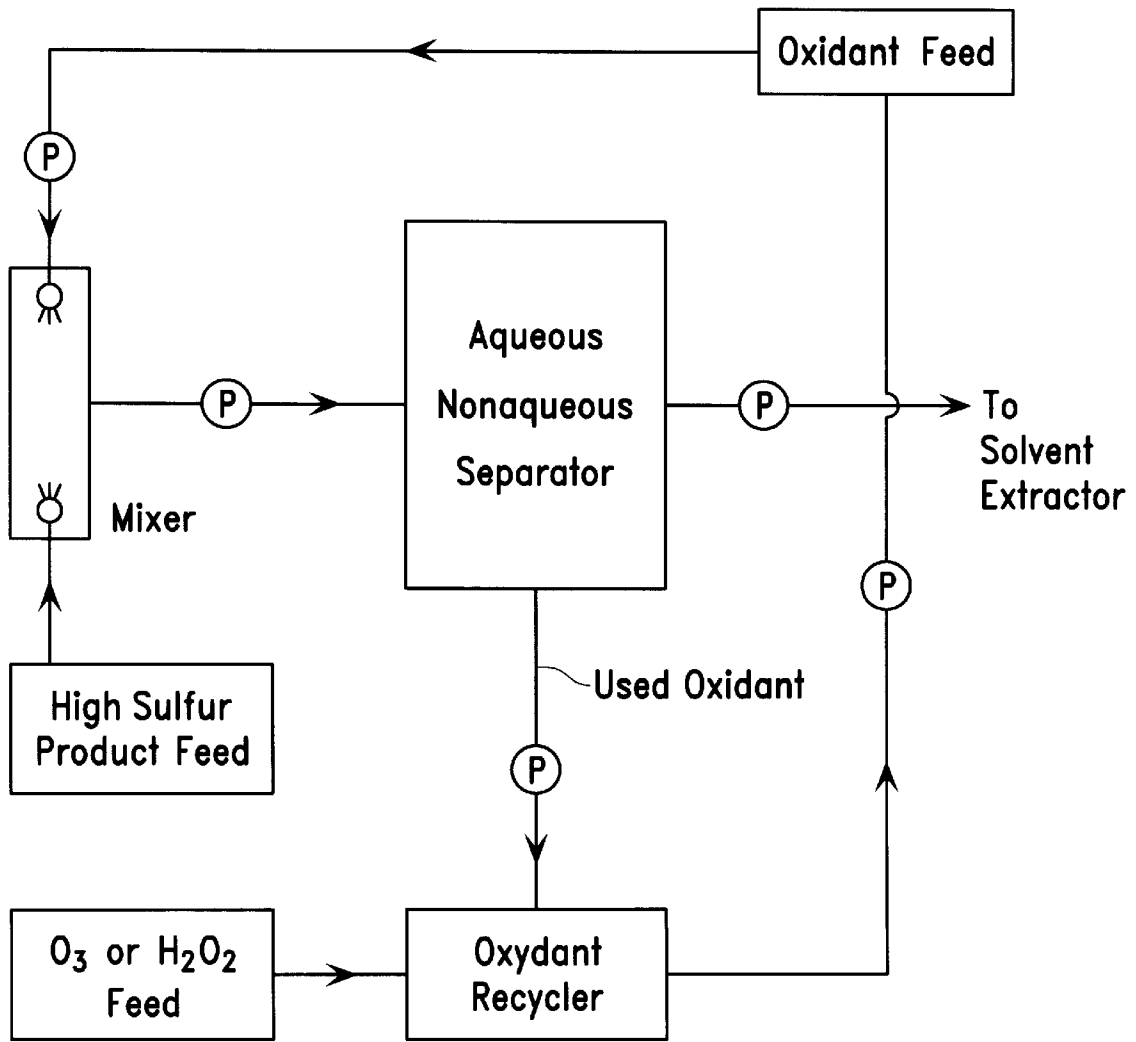 Oxidant Feed
P
Aqueous
Nonaqueous
Separator
P
P
To
Solvent
Extractor
Mixer
P
High Sulfur
Product Feed
Used Oxidant
P
O₃ or H₂O₂
Feed
Oxydant
Recycler